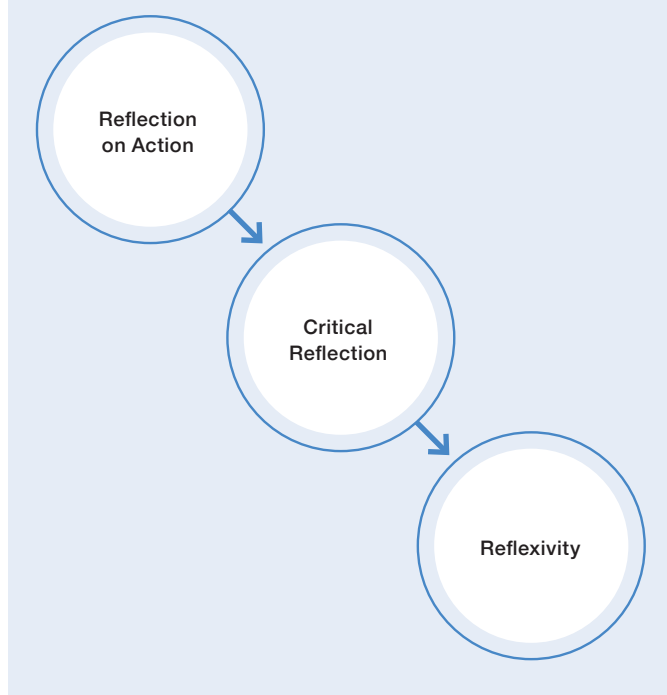 Reflection
on Action
Critical
Reflection
Reflexivity